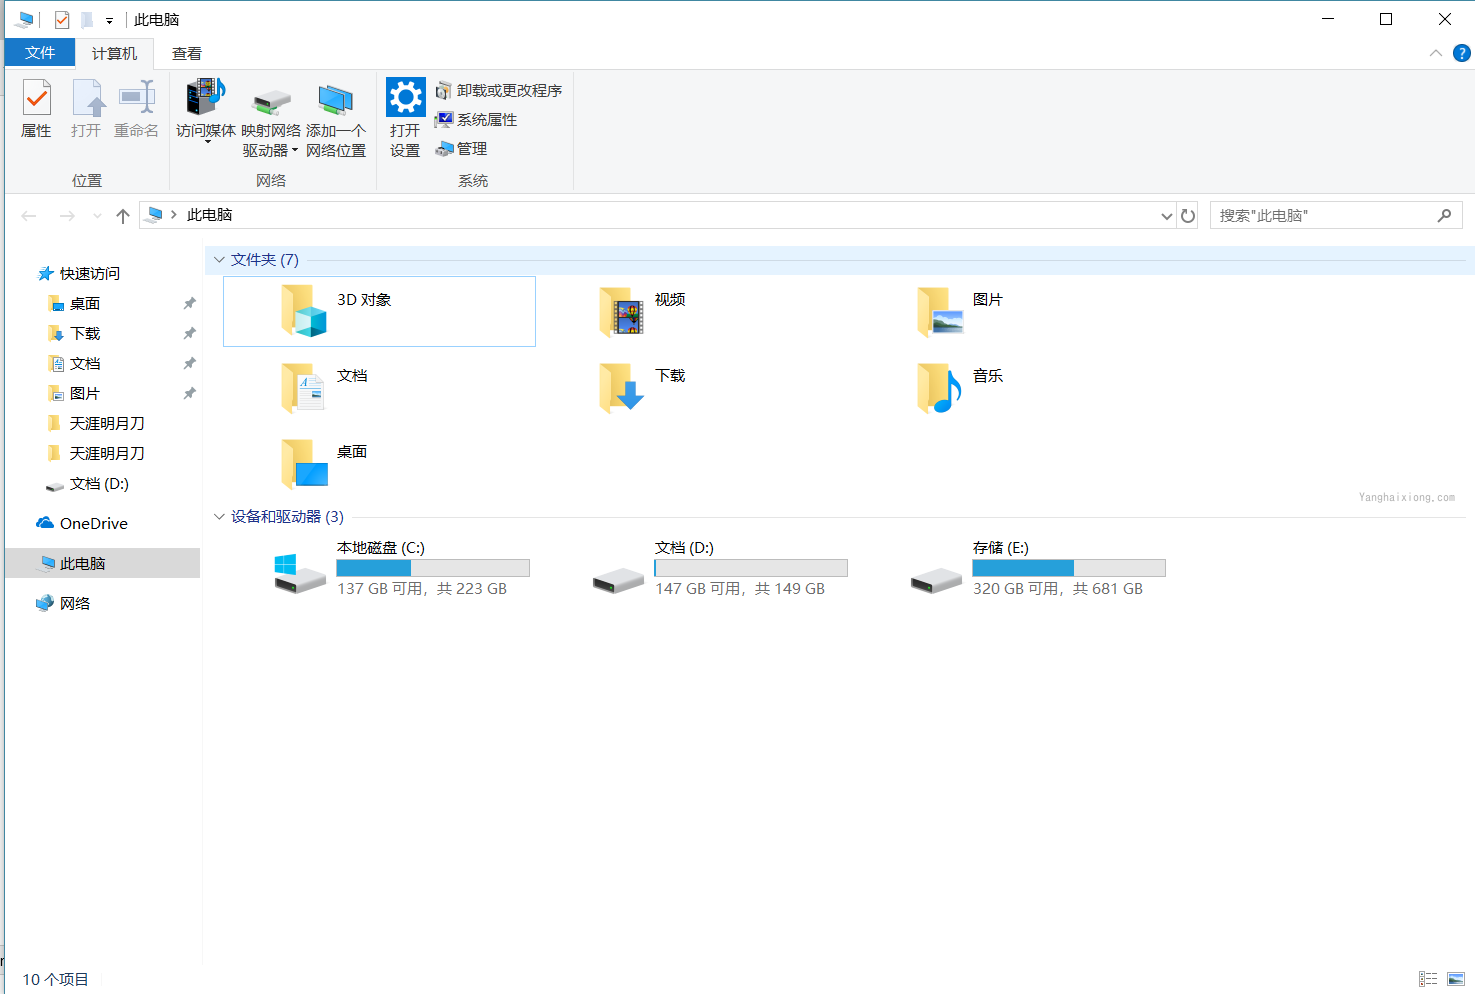 此电脑
文件 计算机 查看
属性 打开 重命名 访问媒体 映射网络 添加一个 打开 卸载或更改程序
驱动器 网络位置 设置 系统属性
管理
位置 网络 系统
此电脑 搜索"此电脑"
快速访问
桌面
下载
文档
图片
天涯明月刀
天涯明月刀
文档 (D:)
OneDrive
此电脑
网络
文件夹 (7)
3D 对象 视频 图片
文档 下载 音乐
桌面
Yanghaixiong.com
设备和驱动器 (3)
本地磁盘 (C:) 文档 (D:) 存储 (E:)
137 GB 可用，共 223 GB 147 GB 可用，共 149 GB 320 GB 可用，共 681 GB
10 个项目